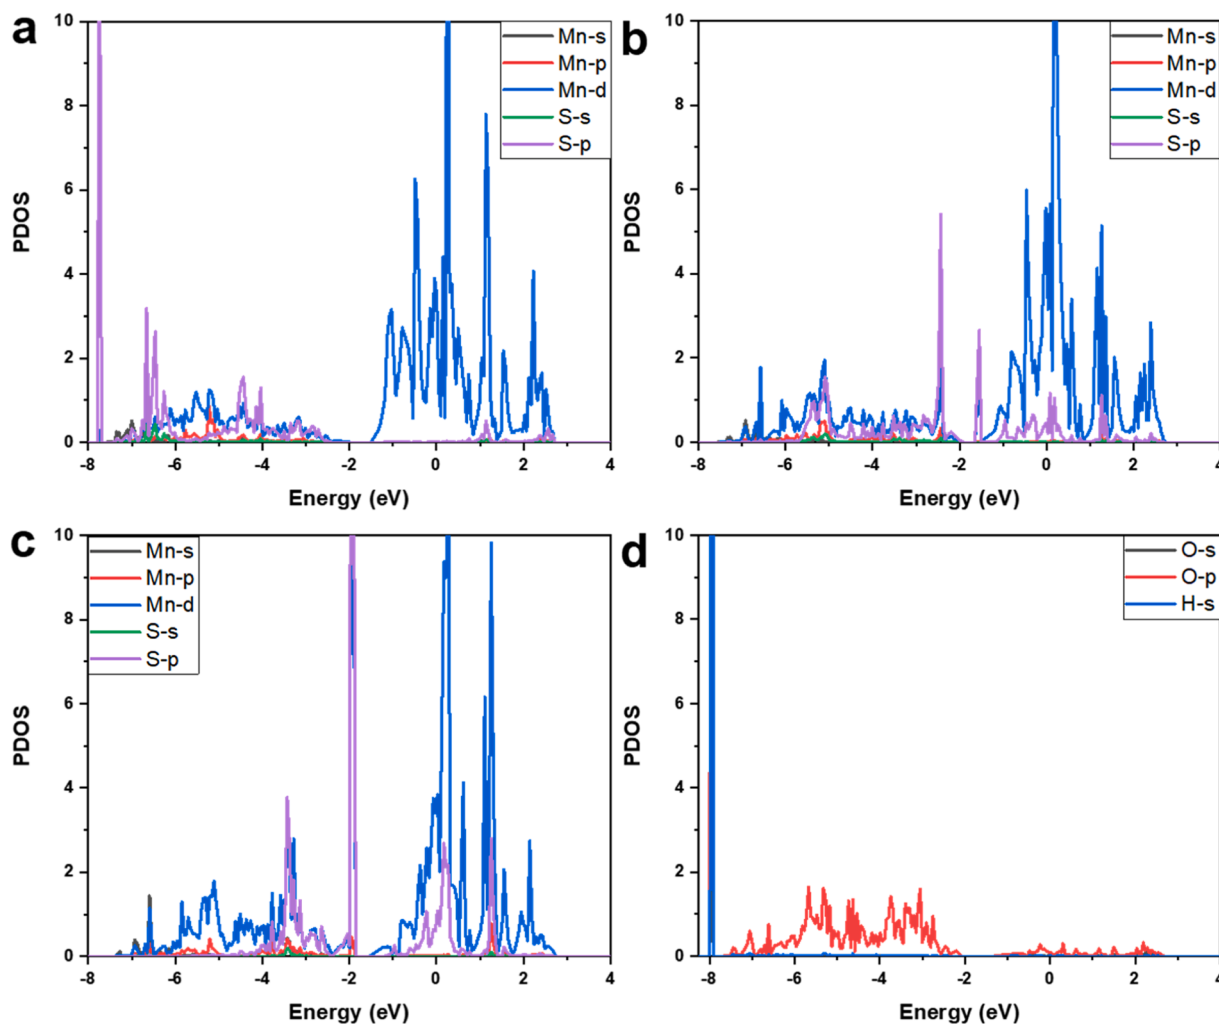 a
10
8
6
4
2
0
-8 -6 -4 -2 0 2 4
PDOS
Energy (eV)
Mn-s
Mn-p
Mn-d
S-s
S-p
b
10
8
6
4
2
0
-8 -6 -4 -2 0 2 4
PDOS
Energy (eV)
Mn-s
Mn-p
Mn-d
S-s
S-p
c
10
8
6
4
2
0
-8 -6 -4 -2 0 2 4
PDOS
Energy (eV)
Mn-s
Mn-p
Mn-d
S-s
S-p
d
10
8
6
4
2
0
-8 -6 -4 -2 0 2 4
PDOS
Energy (eV)
O-s
O-p
H-s